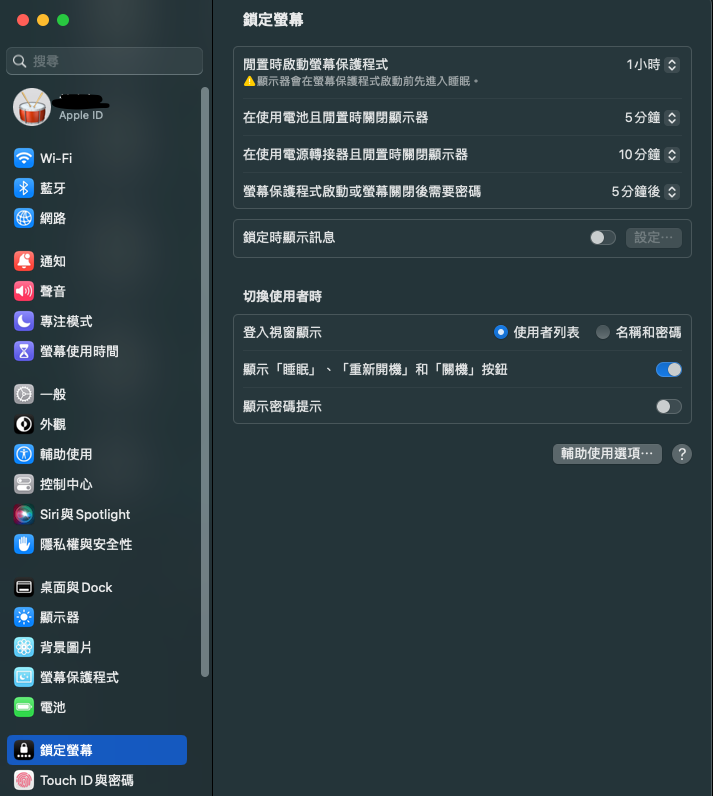 搜尋
Apple ID
Wi-Fi
藍牙
網路
通知
聲音
專注模式
螢幕使用時間
一般
外觀
輔助使用
控制中心
Siri與Spotlight
隱私權與安全性
桌面與Dock
顯示器
背景圖片
螢幕保護程式
電池
鎖定螢幕
Touch ID與密碼
鎖定螢幕
閒置時啟動螢幕保護程式 1小時
顯示器會在螢幕保護程式啟動前先進入睡眠。
在使用電池且閒置時關閉顯示器 5分鐘
在使用電源轉接器且閒置時關閉顯示器 10分鐘
螢幕保護程式啟動或螢幕關閉後需要密碼 5分鐘後
鎖定時顯示訊息 設定⋯
切換使用者時
登入視窗顯示 使用者列表 名稱和密碼
顯示「睡眠」、「重新開機」和「關機」按鈕
顯示密碼提示
輔助使用選項⋯ ?